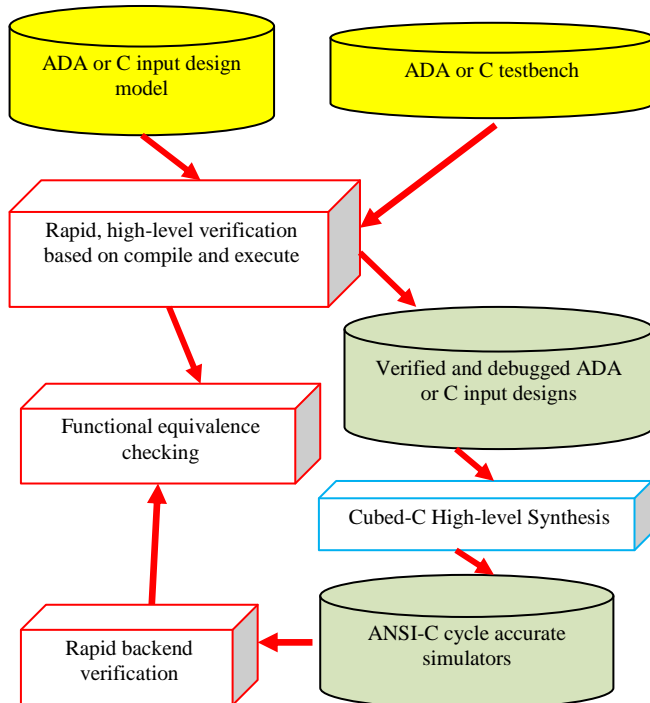 ADA or C input design
model
ADA or C testbench
Rapid, high-level verification
based on compile and execute
Verified and debugged ADA
or C input designs
Functional equivalence
checking
Cubed-C High-level Synthesis
ANSI-C cycle accurate
simulators
Rapid backend
verification